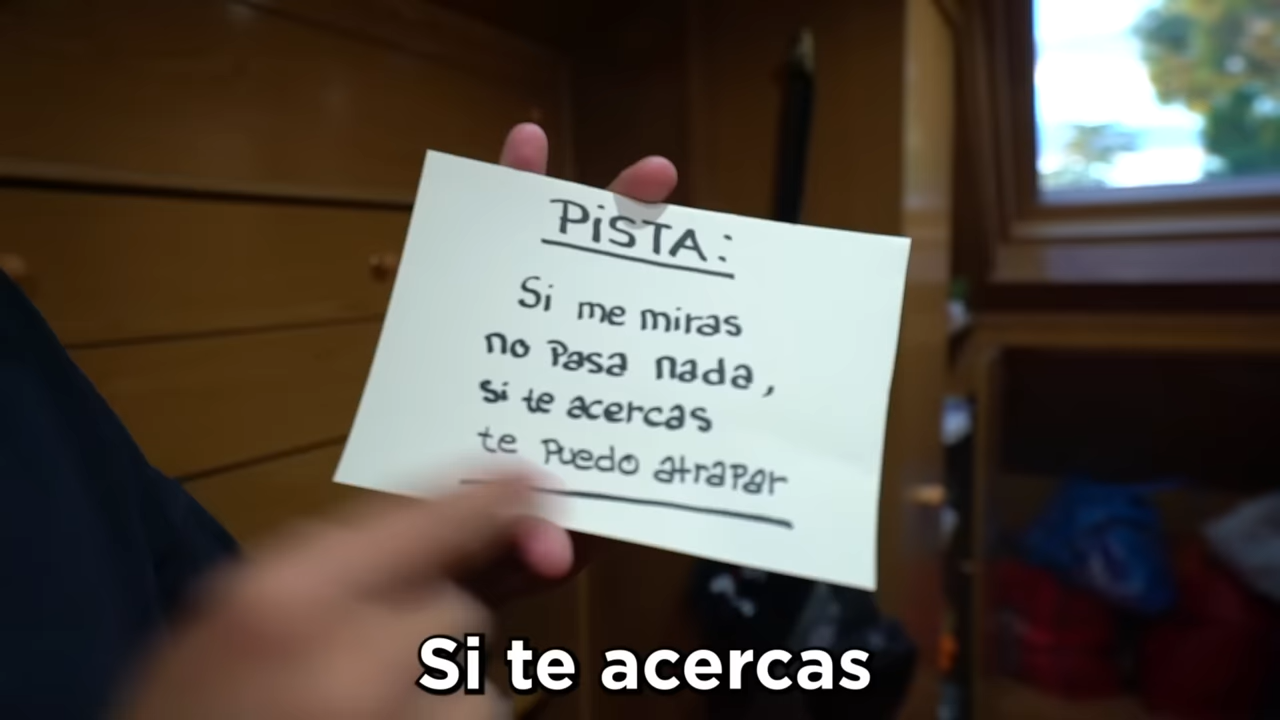 PiSTA:
Si me miras
no Pasa nada,
si te acercas
te Puedo atraPar
Si te acercas